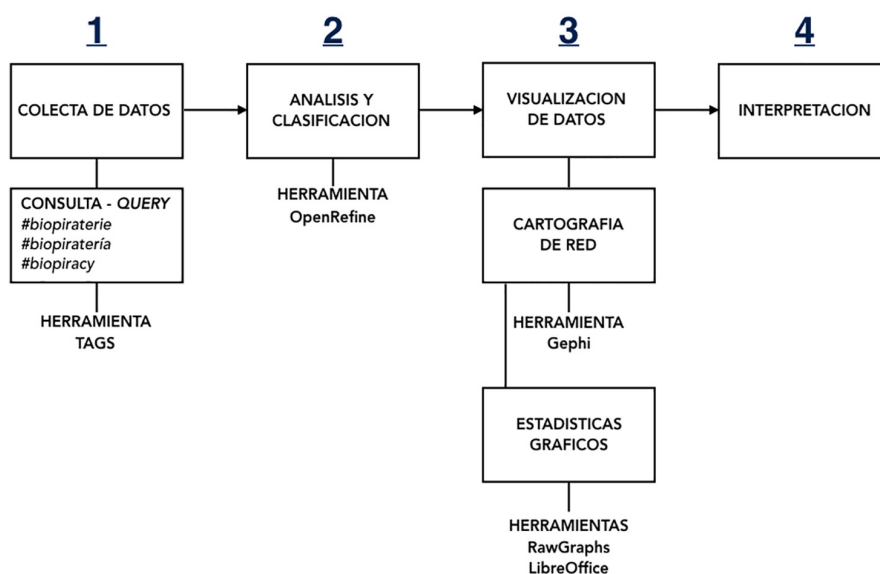 1
2
3
4
COLECTA DE DATOS
ANALISIS Y
CLASIFICACION
VISUALIZACION
DE DATOS
INTERPRETACION
CONSULTA - QUERY
#biopiraterie
#biopiratería
#biopiracy
HERRAMIENTA
TAGS
HERRAMIENTA
OpenRefine
CARTOGRAFIA
DE RED
HERRAMIENTA
Gephi
ESTADISTICAS
GRAFICOS
HERRAMIENTAS
RawGraphs
LibreOffice